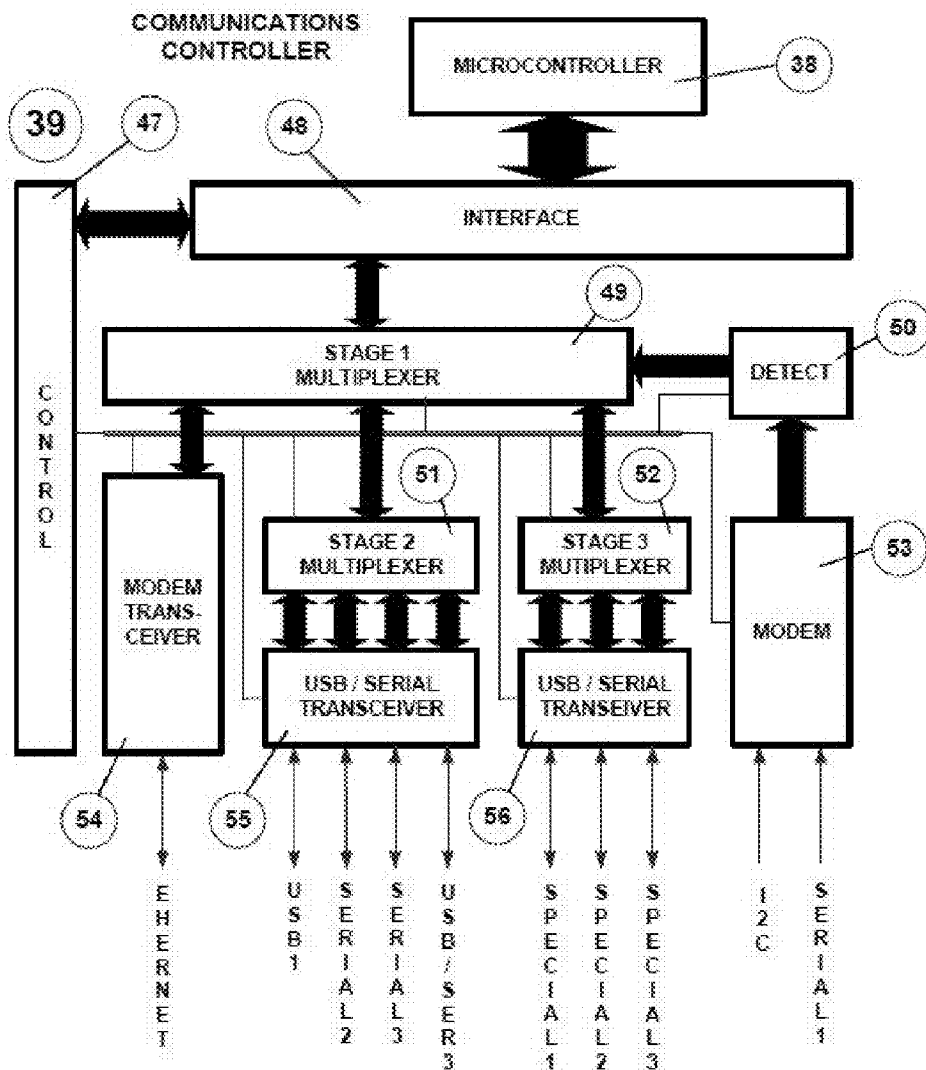 COMMUNICATIONS
CONTROLLER
MICROCONTROLLER
38
39
47
48
INTERFACE
49
50
STAGE 1
MULTIPLEXER
DETECT
CONTROL
51
52
53
STAGE 2
MULTIPLEXER
STAGE 3
MUTIPLEXER
MODEM
TRANS-
CEIVER
MODEM
USB / SERIAL
TRANSCEIVER
USB / SERIAL
TRANSEIVER
54
55
56
EHERNET
USB1
SERIAL2
SERIAL3
USB/SER3
SPECIAL1
SPECIAL2
SPECIAL3
I2C
SERIAL1